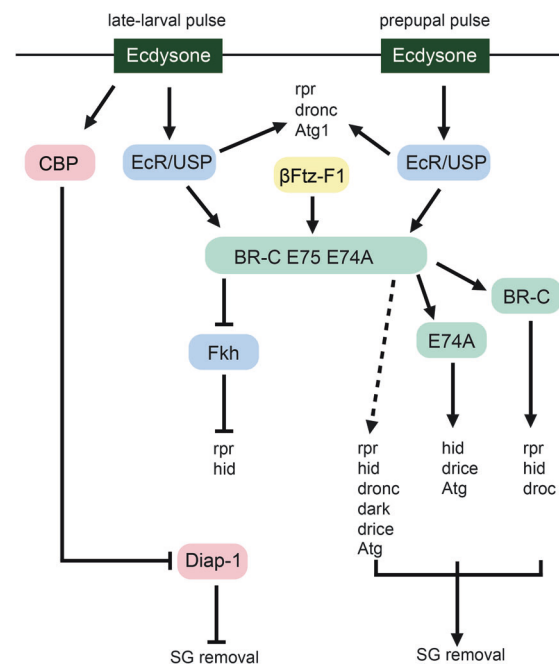 late-larval pulse
prepupal pulse
Ecdysone
Ecdysone
rpr
dronc
Atg1
CBP
EcR/USP
EcR/USP
βFtz-F1
BR-C E75 E74A
BR-C
E74A
Fkh
rpr
hid
rpr
hid
dronc
dark
drice
Atg
hid
drice
Atg
rpr
hid
droc
Diap-1
SG removal
SG removal